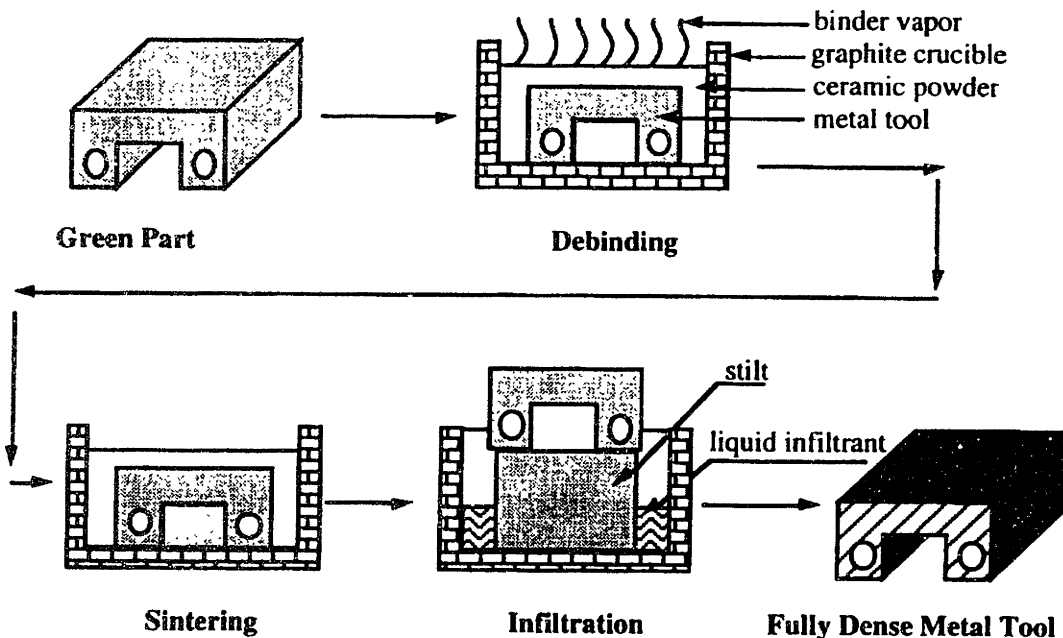 binder vapor
graphite crucible
ceramic powder
metal tool
Green Part
Debinding
stilt
liquid infiltrant
Sintering
Infiltration
Fully Dense Metal Tool